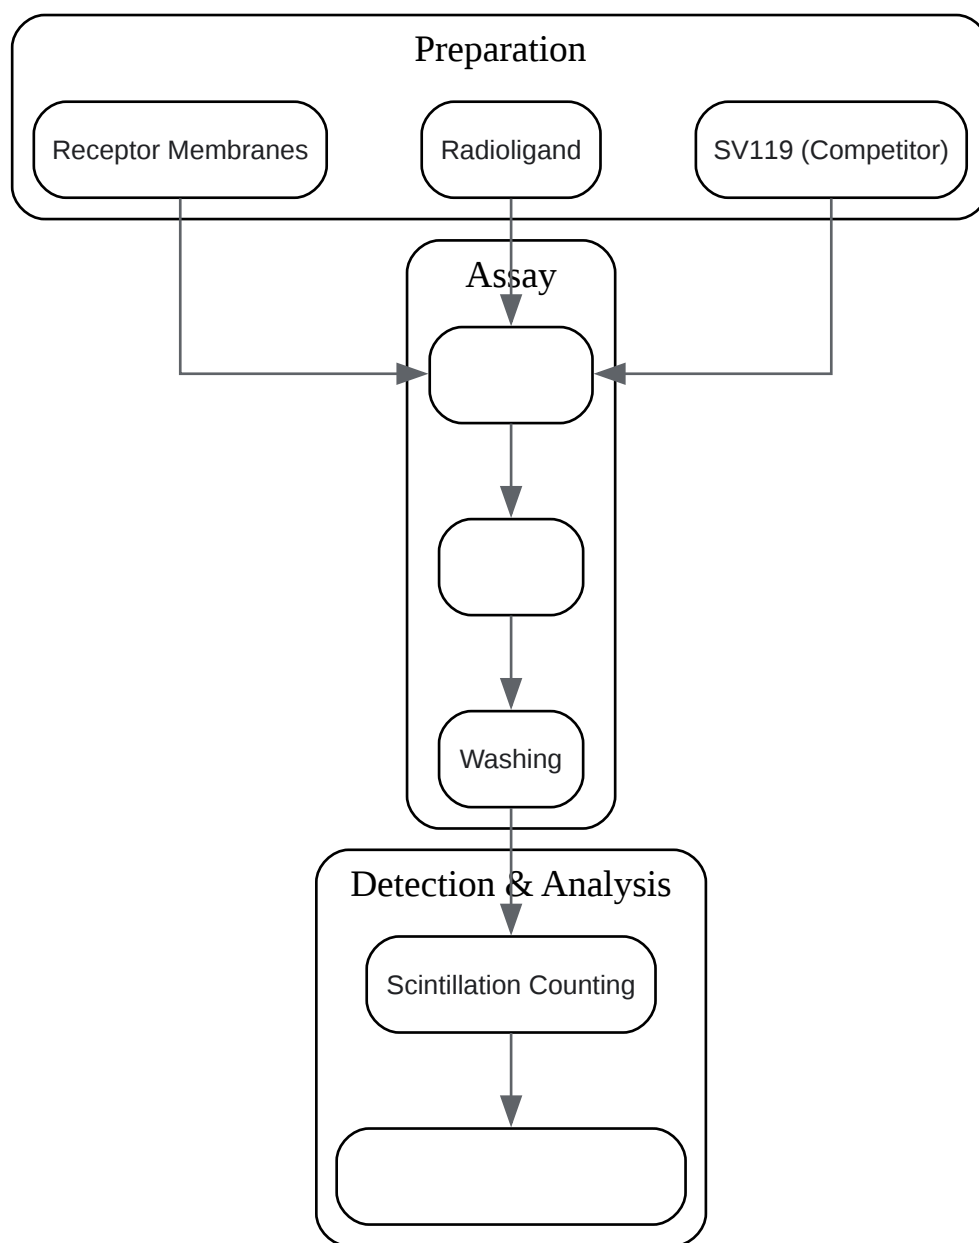 Preparation
Receptor Membranes
Radioligand
SV119 (Competitor)
Assay
Washing
Detection & Analysis
Scintillation Counting